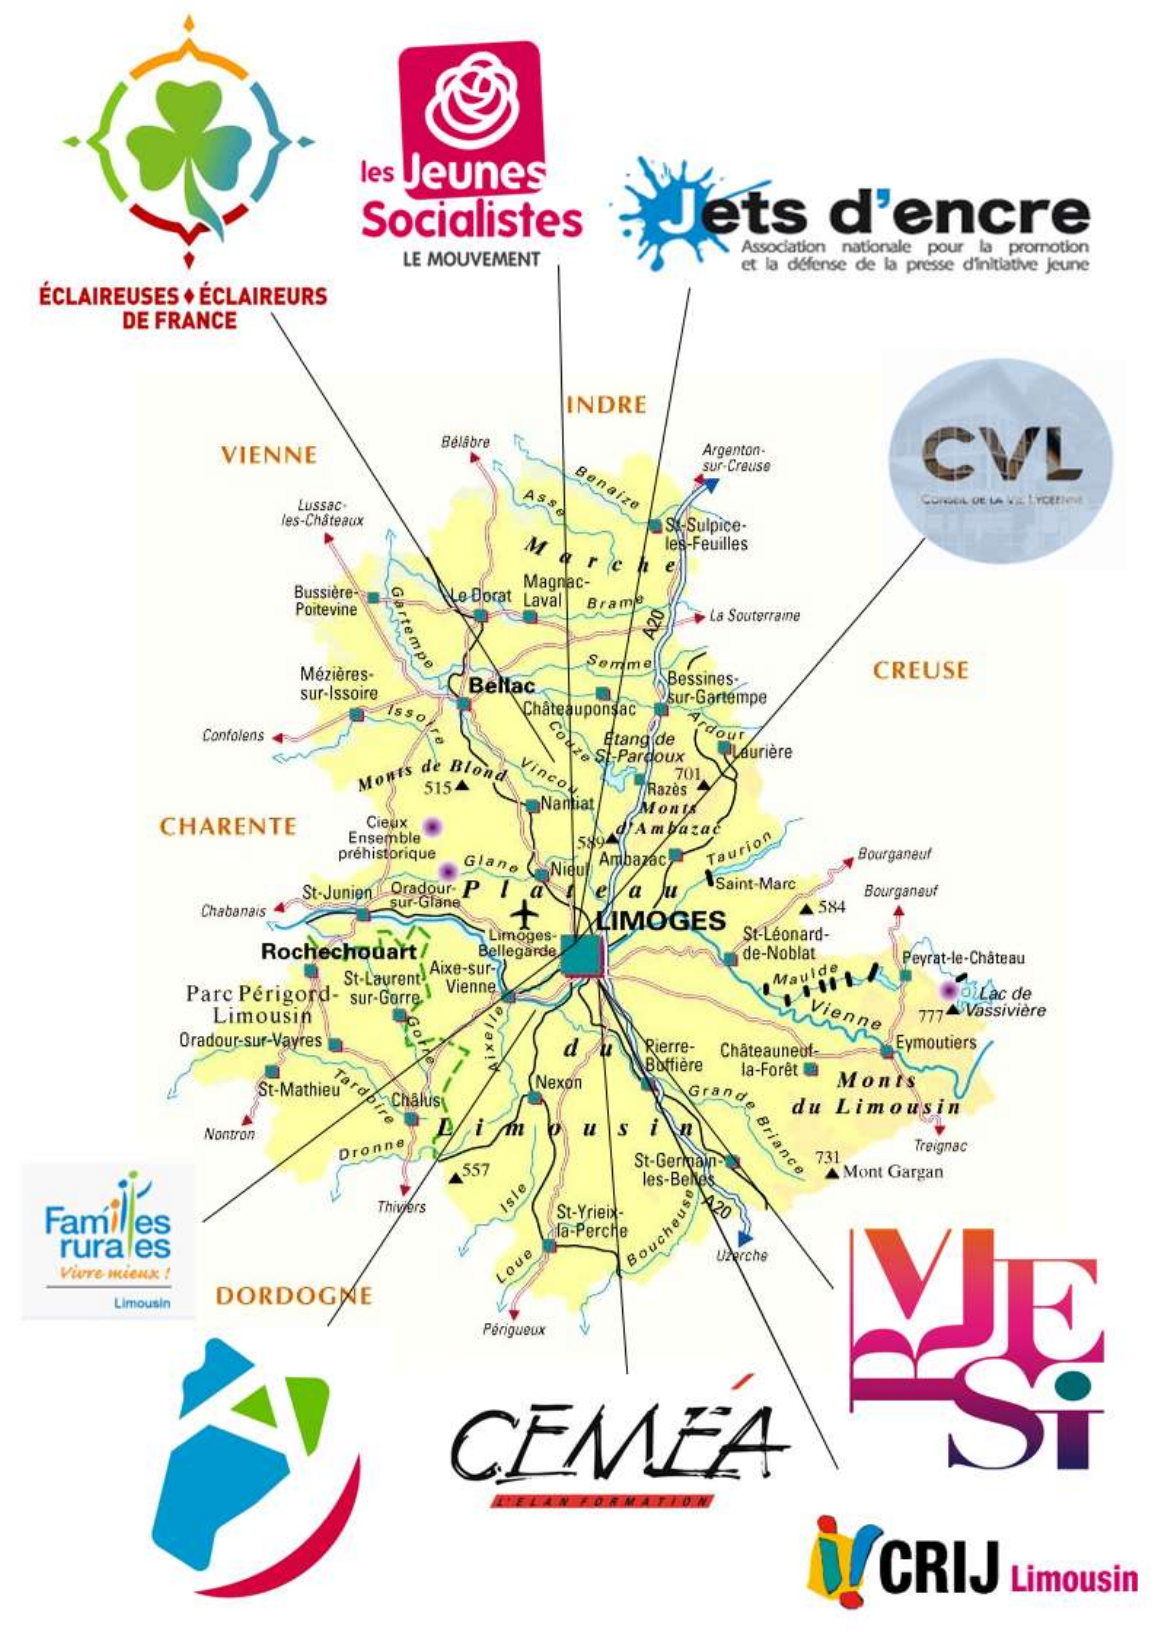 ÉCLAIREUSES ♦ ÉCLAIREURS
DE FRANCE
les Jeunes
Socialistes
LE MOUVEMENT
Jets d'encre
Association nationale pour la promotion
et la défense de la presse d'initiative jeune
CVL
CONSEIL DE LA VIE LYCEENNE
INDRE
VIENNE
Bélâbre
Argenton-
sur-Creuse
Benaize
Asse
Lussac-
les-Châteaux
St-Sulpice-
les-Feuilles
Marche
Bussière-
Poitevine
Gartempe
Le Dorat
Magnac-
Laval
Brame
A20
La Souterraine
CREUSE
Semme
Mézières-
sur-Issoire
Bellac
Bessines-
sur-Gartempe
Châteauponsac
Issoire
Confolens
Couze
Ardour
Etang de
St-Pardoux
Laurière
Monts de Blond
515
Vincou
701
Razès
Nantiat
Monts
d'Ambazac
CHARENTE
Cieux
Ensemble
préhistorique
589
Ambazac
Taurion
Bourganeuf
Glane
Nieul
St-Junien
Oradour-
sur-Glane
Plateau
Saint-Marc
Bourganeuf
Chabanais
584
LIMOGES
Limoges-
Bellegarde
St-Léonard-
de-Noblat
Rochechouart
Aixe-sur-
Vienne
Peyrat-le-Château
St-Laurent-
sur-Gorre
Maulde
Parc Périgord-
Limousin
Vienne
Lac de
Vassivière
777
Gorre
Aixette
Oradour-sur-Vayres
du
Pierre-
Buffière
Châteauneuf-
la-Forêt
Eymoutiers
St-Mathieu
Tardoire
Châlus
Nexon
Grande Briance
Monts
du Limousin
Nontron
Limousin
Treignac
Dronne
557
St-Germain-
les-Belles
731
Mont Gargan
Thiviers
Isle
A20
St-Yrieix-
la-Perche
Boucheuse
Uzerche
Loue
Périgueux
DORDOGNE
Familles
rurales
Vivre mieux !
Limousin
CEMÉA
L'ELAN FORMATION
CRIJ Limousin